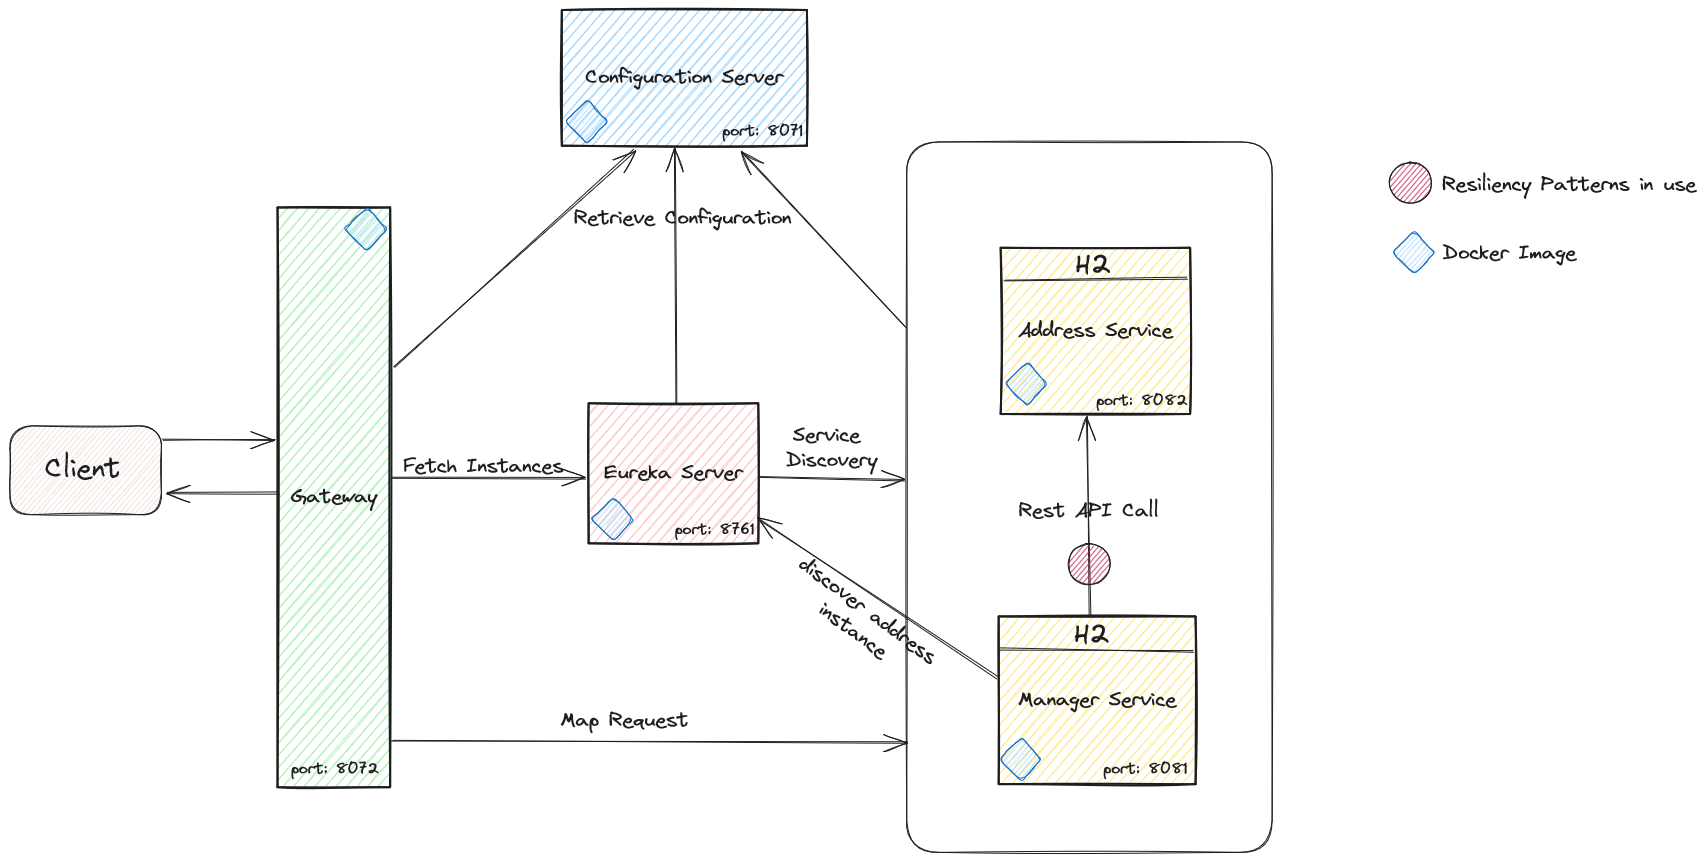 Configuration Server
port: 8071
Resiliency Patterns in use
Docker Image
Retrieve Configuration
H2
Address Service
port: 8082
Client
Gateway
port: 8072
Fetch Instances
Eureka Server
port: 8761
Service
Discovery
Rest API Call
discover address
instance
H2
Manager Service
port: 8081
Map Request